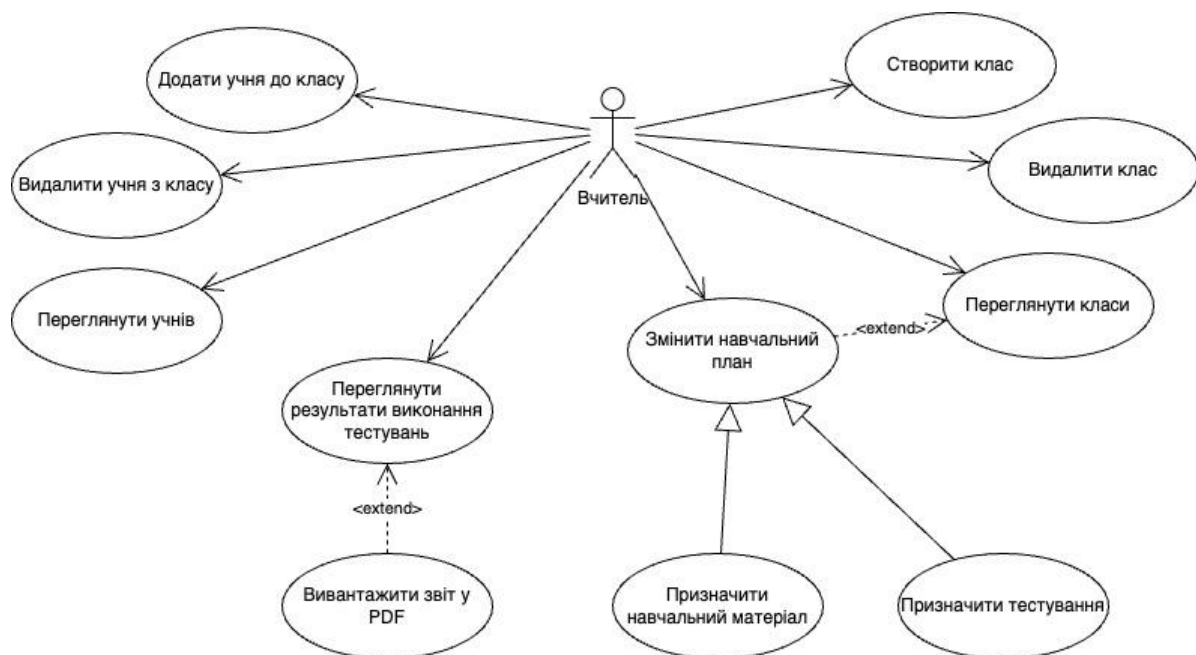 Додати учня до класу
Створити клас
Видалити учня з класу
Видалити клас
Вчитель
Переглянути учнів
Переглянути класи
Змінити навчальний
план
<extend>
Переглянути
результати виконання
тестувань
<extend>
Вивантажити звіт у
PDF
Призначити
навчальний матеріал
Призначити тестування